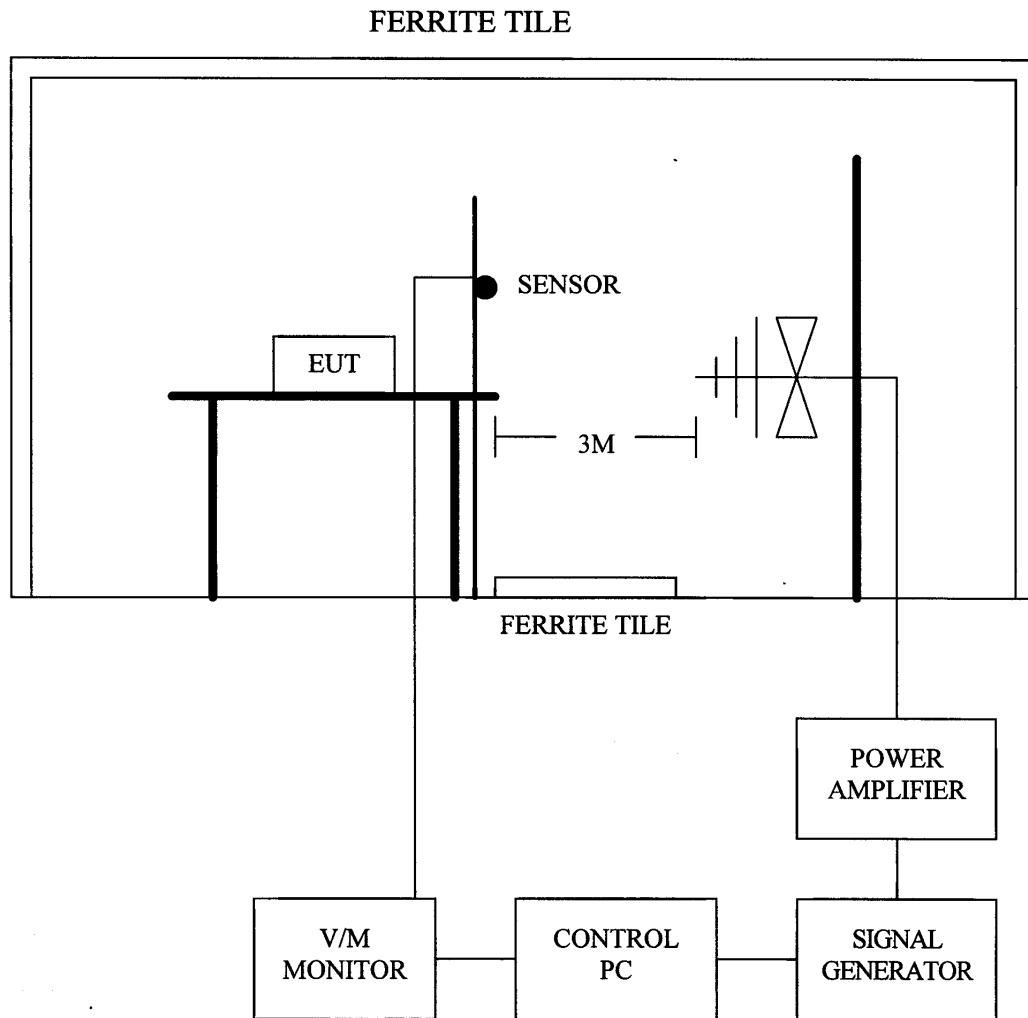 FERRITE TILE
SENSOR
EUT
3M
FERRITE TILE
POWER
AMPLIFIER
V/M
MONITOR
CONTROL
PC
SIGNAL
GENERATOR